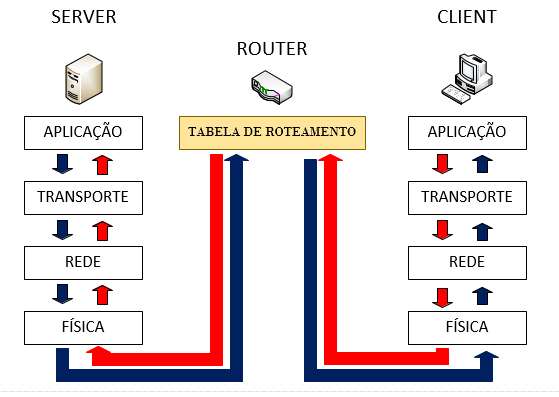 SERVER
CLIENT
ROUTER
APLICAÇÃO
TABELA DE ROTEAMENTO
APLICAÇÃO
TRANSPORTE
TRANSPORTE
REDE
REDE
FÍSICA
FÍSICA